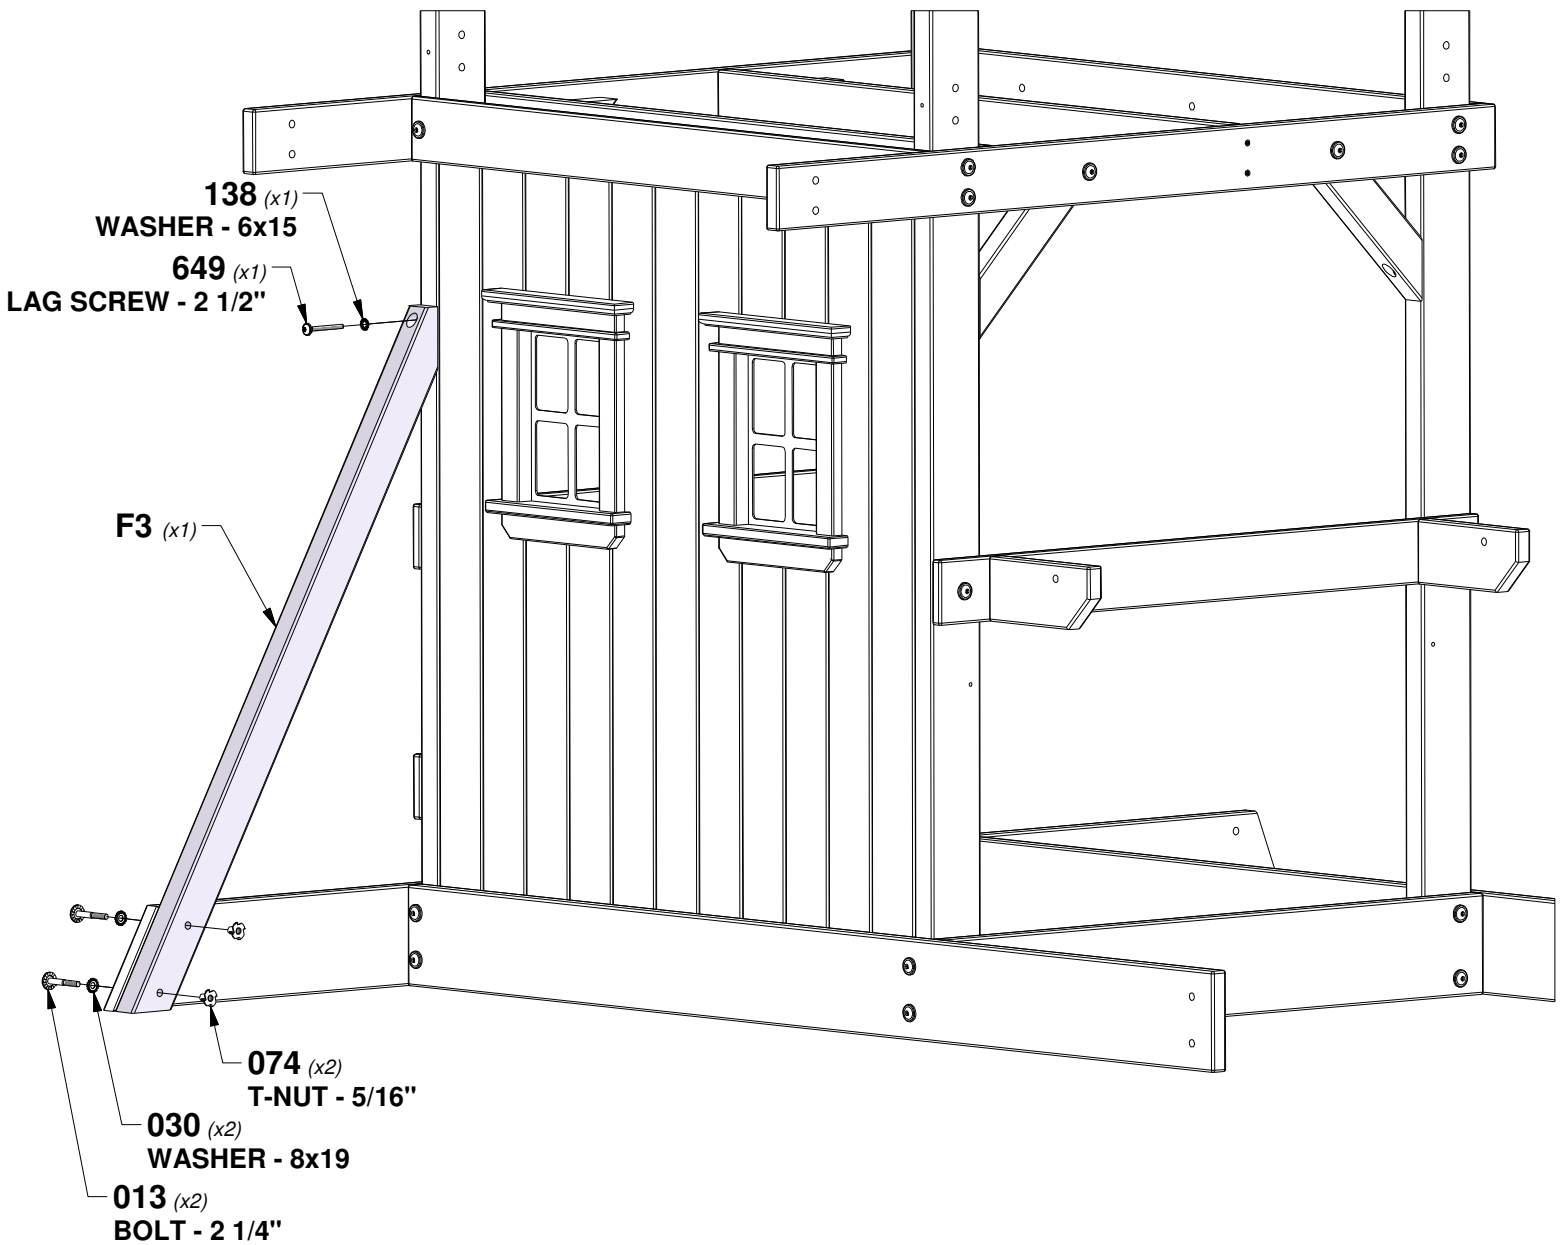 138 (x1)
WASHER - 6x15
649 (x1)
LAG SCREW - 2 1/2"
F3 (x1)
074 (x2)
T-NUT - 5/16"
030 (x2)
WASHER - 8x19
013 (x2)
BOLT - 2 1/4"